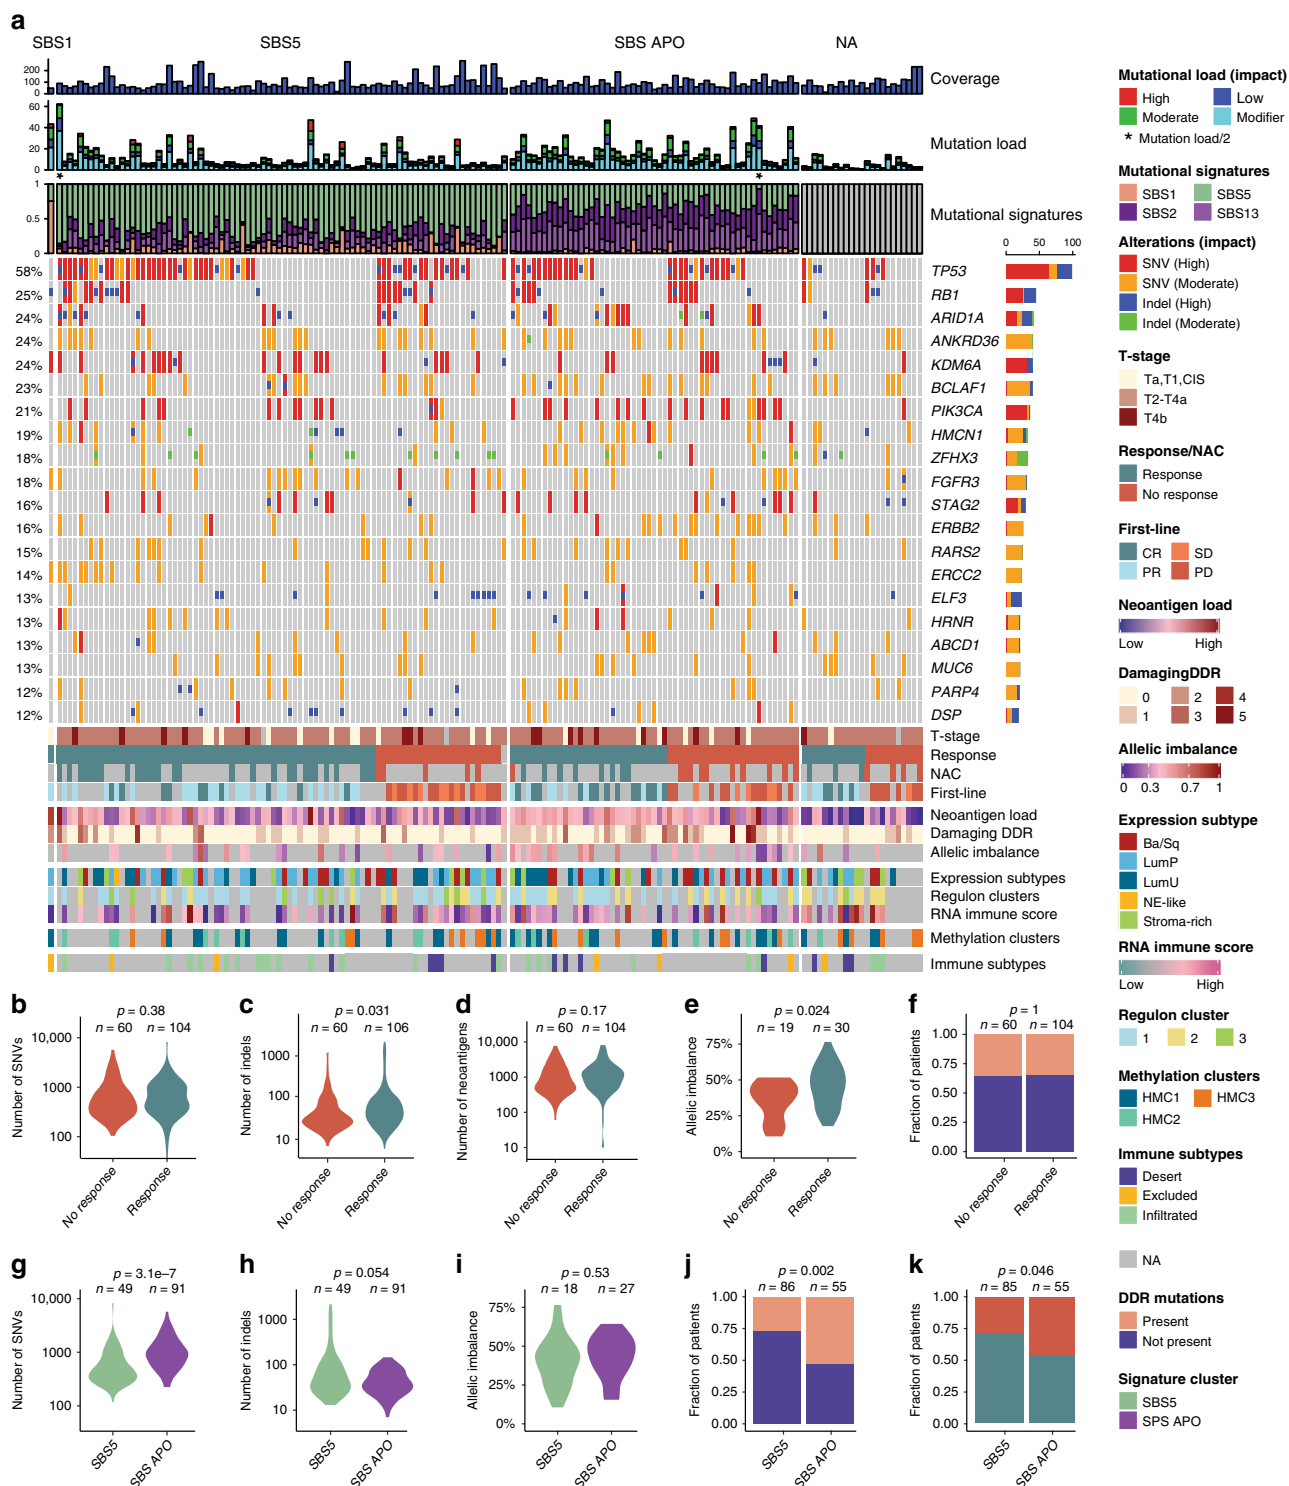 a
SBS1 SBS5 SBS APO NA
200
100
0
Coverage
60
40
20
0
Mutation load
* *
1
0.5
0
Mutational signatures
0 50 100
58% TP53
25% RB1
24% ARID1A
24% ANKRD36
24% KDM6A
23% BCLAF1
21% PIK3CA
19% HMCN1
18% ZFHX3
18% FGFR3
16% STAG2
16% ERBB2
15% RARS2
14% ERCC2
13% ELF3
13% HRNR
13% ABCD1
13% MUC6
12% PARP4
12% DSP
T-stage
Response
NAC
First-line
Neoantigen load
Damaging DDR
Allelic imbalance
Expression subtypes
Regulon clusters
RNA immune score
Methylation clusters
Immune subtypes
Mutational load (impact)
High Low
Moderate Modifier
* Mutation load/2
Mutational signatures
SBS1 SBS5
SBS2 SBS13
Alterations (impact)
SNV (High)
SNV (Moderate)
Indel (High)
Indel (Moderate)
T-stage
Ta,T1,CIS
T2-T4a
T4b
Response/NAC
Response
No response
First-line
CR SD
PR PD
Neoantigen load
Low High
DamagingDDR
0 2 4
1 3 5
Allelic imbalance
0 0.3 0.7 1
Expression subtype
Ba/Sq
LumP
LumU
NE-like
Stroma-rich
RNA immune score
Low High
Regulon cluster
1 2 3
Methylation clusters
HMC1 HMC3
HMC2
Immune subtypes
Desert
Excluded
Infiltrated
NA
DDR mutations
Present
Not present
Signature cluster
SBS5
SPS APO
b
p = 0.38
n = 60 n = 104
Number of SNVs
10,000
1000
100
No response Response
c
p = 0.031
n = 60 n = 106
Number of indels
1000
100
10
No response Response
d
p = 0.17
n = 60 n = 104
Number of neoantigens
10,000
1000
100
10
No response Response
e
p = 0.024
n = 19 n = 30
Allelic imbalance
75%
50%
25%
0%
No response Response
f
p = 1
n = 60 n = 104
Fraction of patients
1.00
0.75
0.50
0.25
0.00
No response Response
g
p = 3.1e–7
n = 49 n = 91
Number of SNVs
10,000
1000
100
SBS5 SBS APO
h
p = 0.054
n = 49 n = 91
Number of indels
1000
100
10
SBS5 SBS APO
i
p = 0.53
n = 18 n = 27
Allelic imbalance
75%
50%
25%
0%
SBS5 SBS APO
j
p = 0.002
n = 86 n = 55
Fraction of patients
1.00
0.75
0.50
0.25
0.00
SBS5 SBS APO
k
p = 0.046
n = 85 n = 55
Fraction of patients
1.00
0.75
0.50
0.25
0.00
SBS5 SBS APO